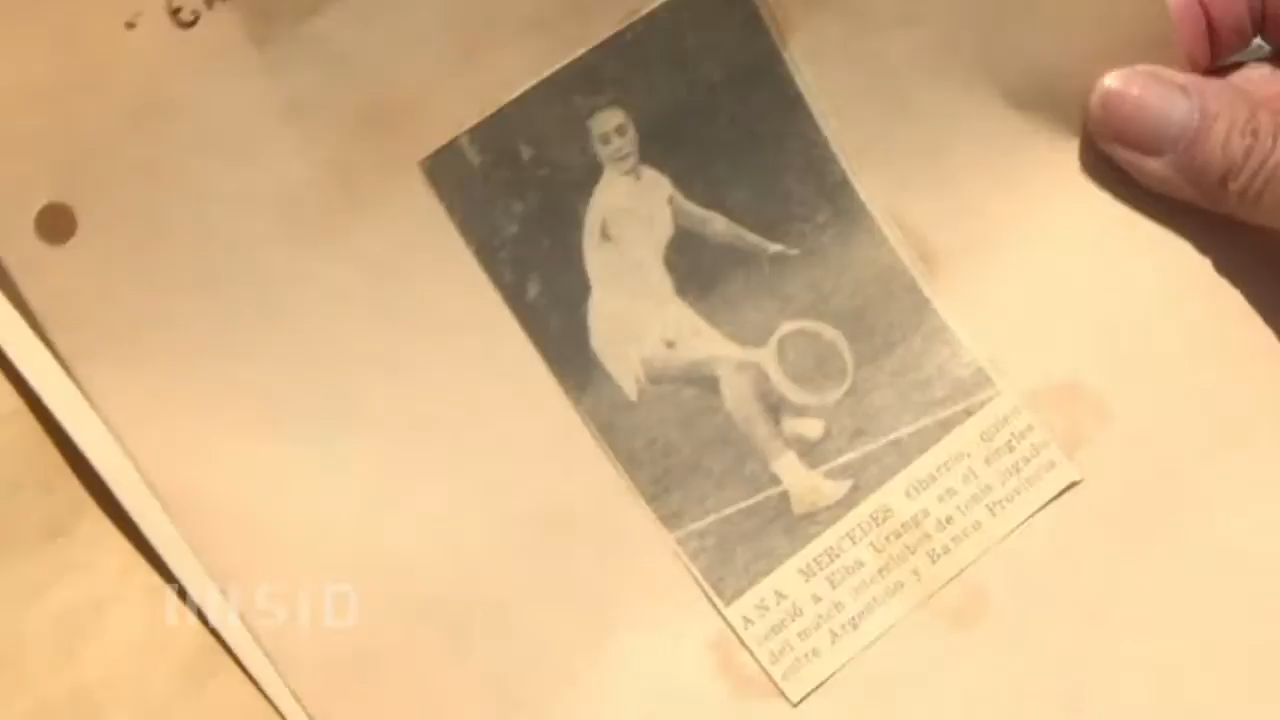 ANA MERCEDES Obarrio, quien
venció a Elba Uranga en el singles
del match interclubes de tenis jugado
entre Argentino y Banco Provincia
INSID